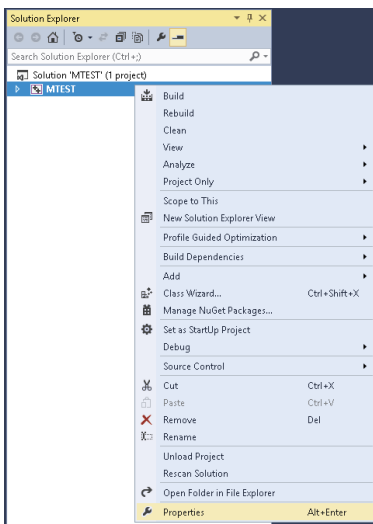 Solution Explorer
Search Solution Explorer (Ctrl+;)
Solution 'MTEST' (1 project)
MTEST
Build
Rebuild
Clean
View
Analyze
Project Only
Scope to This
New Solution Explorer View
Profile Guided Optimization
Build Dependencies
Add
Class Wizard... Ctrl+Shift+X
Manage NuGet Packages...
Set as StartUp Project
Debug
Source Control
Cut Ctrl+X
Paste Ctrl+V
Remove Del
Rename
Unload Project
Rescan Solution
Open Folder in File Explorer
Properties Alt+Enter